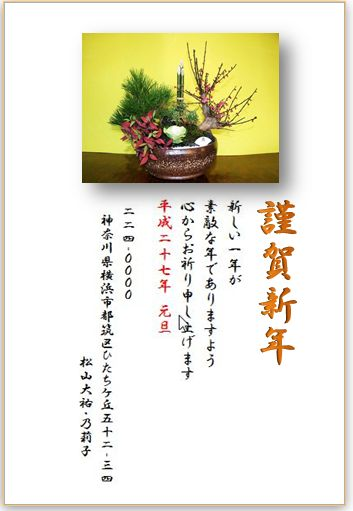 謹賀新年
新しい一年が
素敵な年でありますよう
心からお祈り申し上げます
平成二十七年 元旦
二二四-〇〇〇〇
神奈川県横浜市都筑区ひたちヶ丘五十二-三四
松山大祐・乃莉子